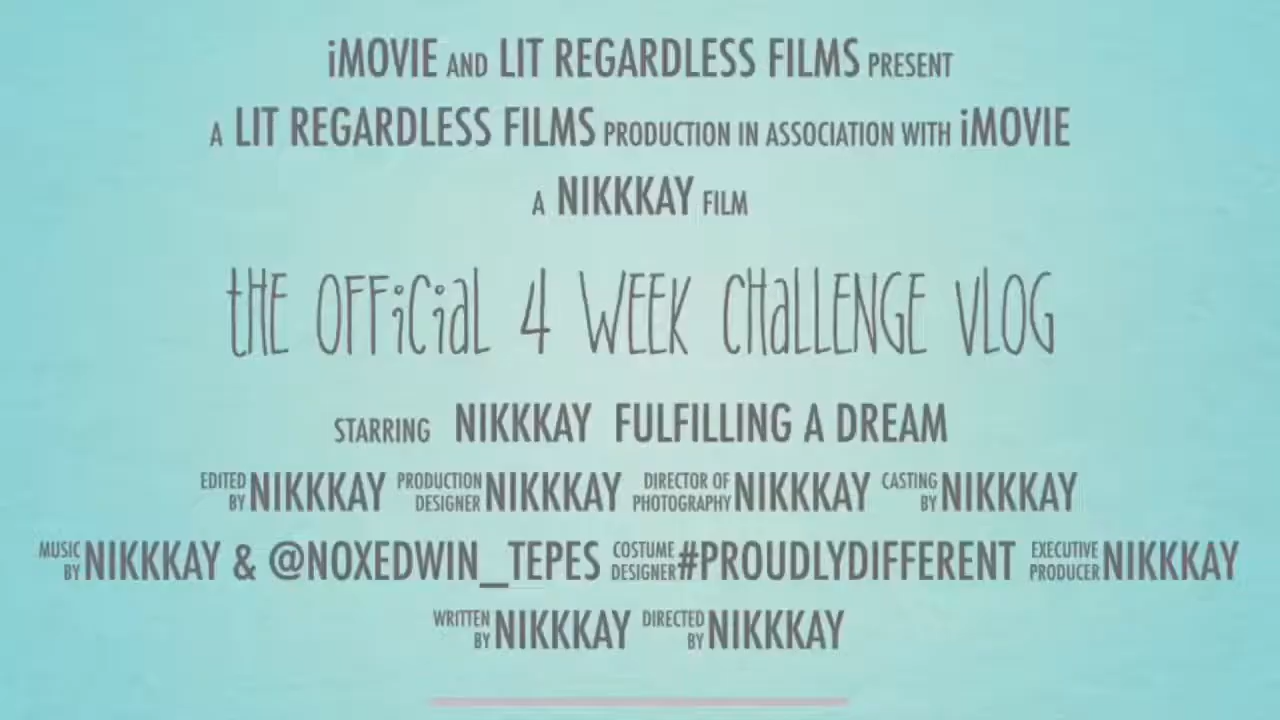 iMOVIE AND LIT REGARDLESS FILMS PRESENT
A LIT REGARDLESS FILMS PRODUCTION IN ASSOCIATION WITH iMOVIE
A NIKKKAY FILM
tHE OFFiCiaL 4 WEEK CHaLLENGE VLOG
STARRING NIKKKAY FULFILLING A DREAM
EDITED BY NIKKKAY PRODUCTION DESIGNER NIKKKAY DIRECTOR OF PHOTOGRAPHY NIKKKAY CASTING BY NIKKKAY
MUSIC BY NIKKKAY & @NOXEDWIN_TEPES COSTUME DESIGNER #PROUDLYDIFFERENT EXECUTIVE PRODUCER NIKKKAY
WRITTEN BY NIKKKAY DIRECTED BY NIKKKAY